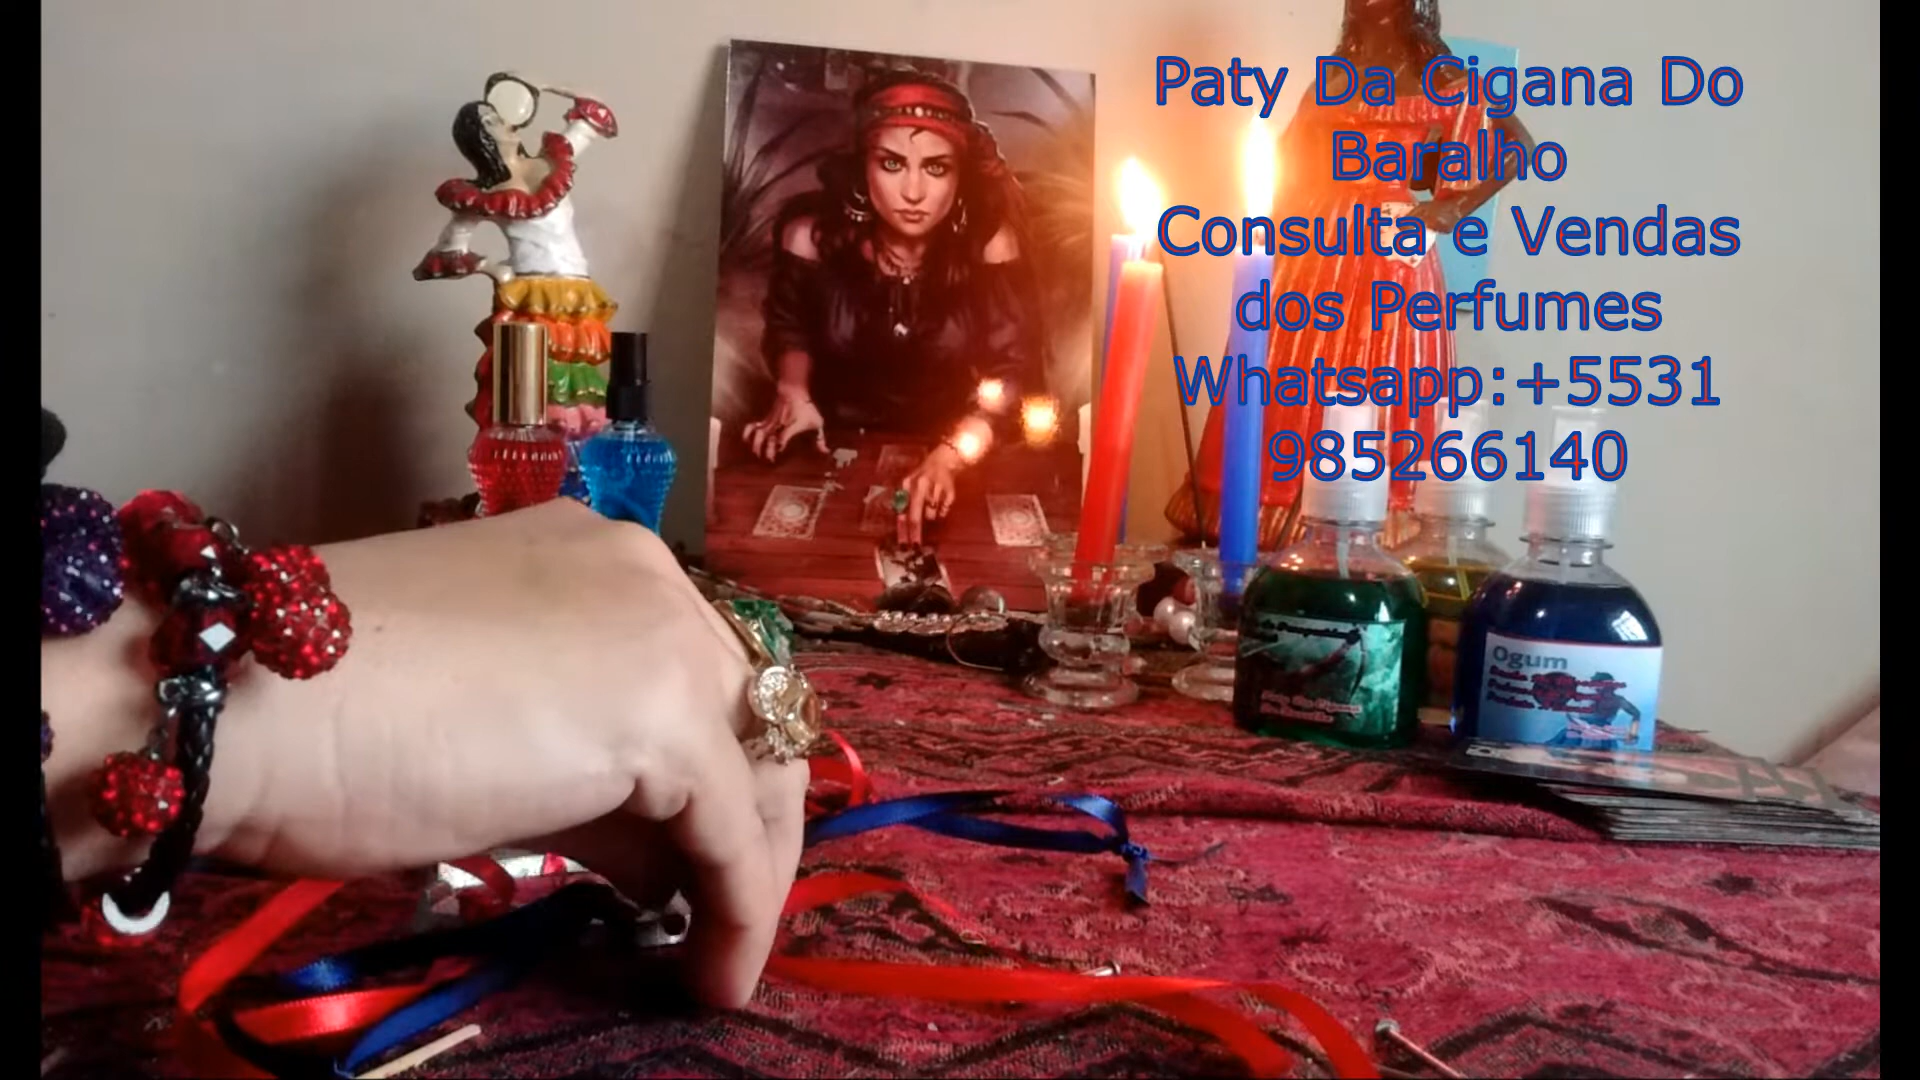 Paty Da Cigana Do
Baralho
Consulta e Vendas
dos Perfumes
Whatsapp:+5531
985266140
Ogum